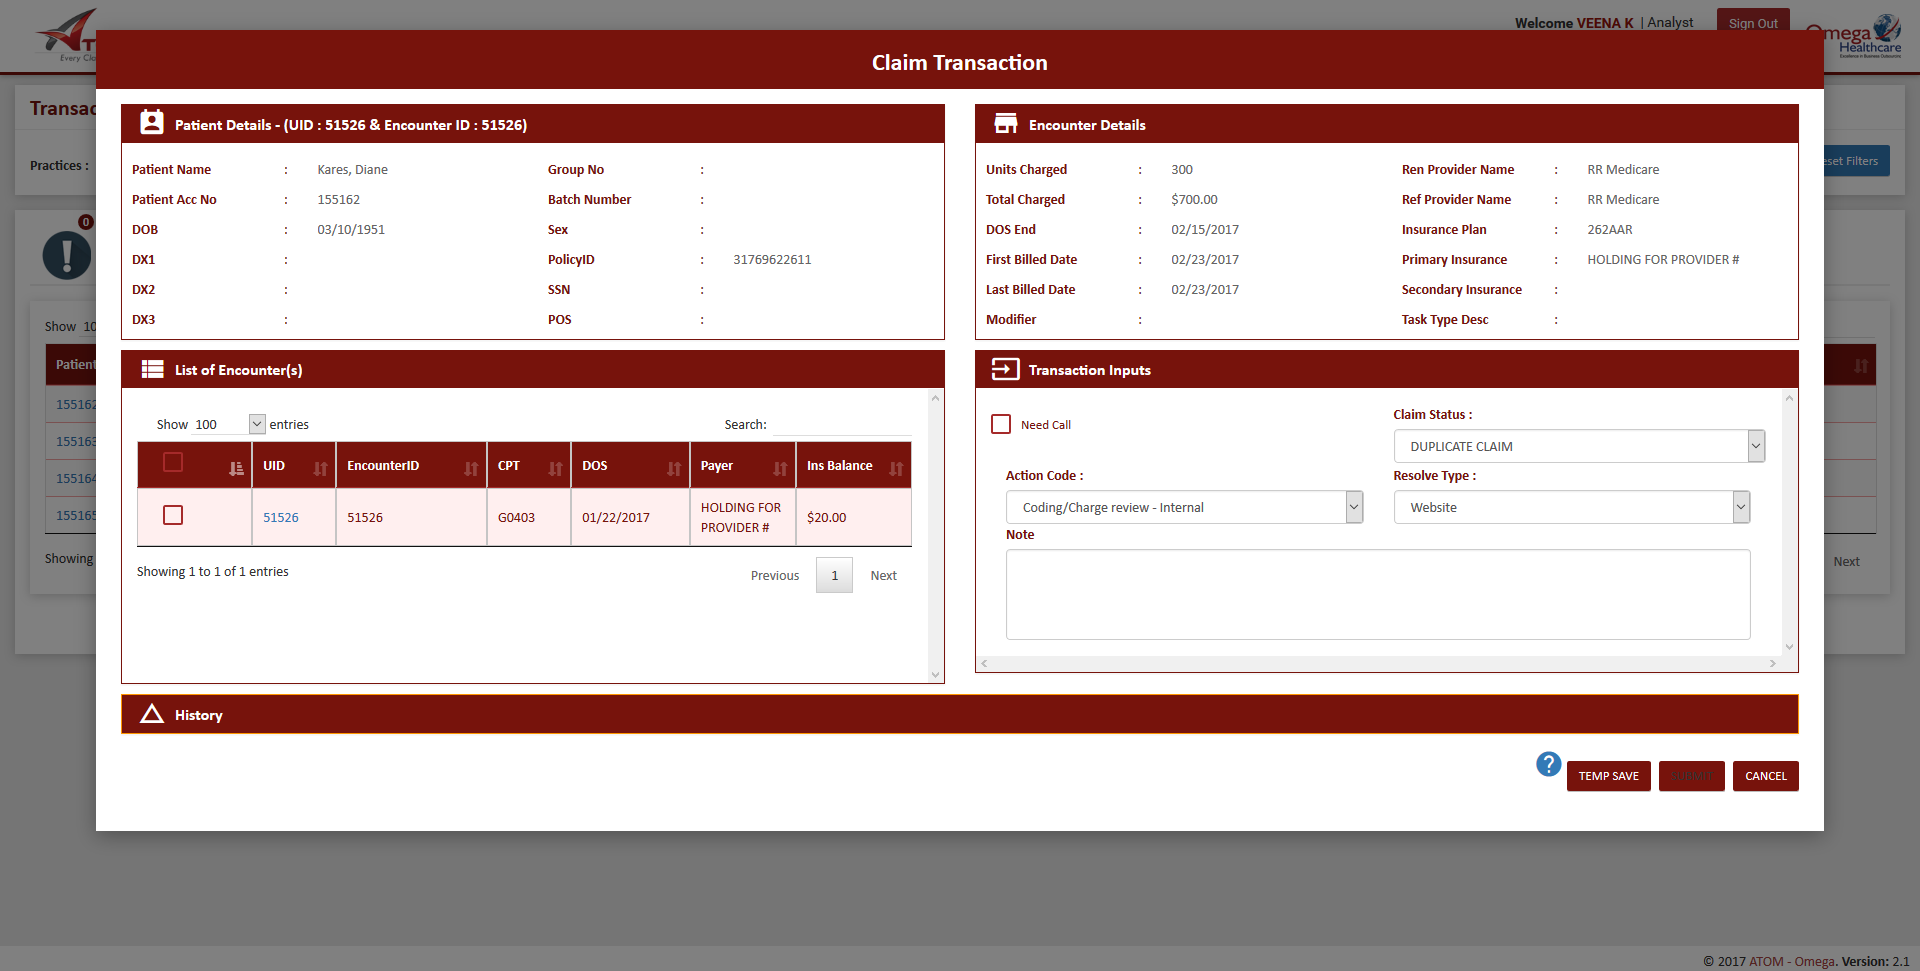 Welcome VEENA K | Analyst
Sign Out
Every Cla
Omega
Healthcare
Claim Transaction
Transac
Practices :
eset Filters
0
Patient Details - (UID : 51526 & Encounter ID : 51526)
Patient Name : Kares, Diane Group No :
Patient Acc No : 155162 Batch Number :
DOB : 03/10/1951 Sex :
DX1 : PolicyID : 31769622611
DX2 : SSN :
DX3 : POS :
Encounter Details
Units Charged : 300 Ren Provider Name : RR Medicare
Total Charged : $700.00 Ref Provider Name : RR Medicare
DOS End : 02/15/2017 Insurance Plan : 262AAR
First Billed Date : 02/23/2017 Primary Insurance : HOLDING FOR PROVIDER #
Last Billed Date : 02/23/2017 Secondary Insurance :
Modifier : Task Type Desc :
Show 10
Patient
155162
155163
155164
155165
Showing
Next
List of Encounter(s)
Show 100 entries Search:
UID EncounterID CPT DOS Payer Ins Balance
51526 51526 G0403 01/22/2017 HOLDING FOR PROVIDER # $20.00
Showing 1 to 1 of 1 entries
Previous 1 Next
Transaction Inputs
Need Call
Claim Status :
DUPLICATE CLAIM
Action Code : Resolve Type :
Coding/Charge review - Internal Website
Note
History
? TEMP SAVE SUBMIT CANCEL
© 2017 ATOM - Omega. Version: 2.1